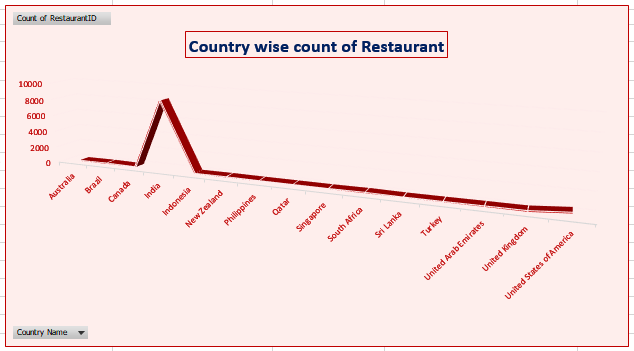 Count of RestaurantID
Country wise count of Restaurant
10000
8000
6000
4000
2000
0
Australia
Brazil
Canada
India
Indonesia
New Zealand
Philippines
Qatar
Singapore
South Africa
Sri Lanka
Turkey
United Arab Emirates
United Kingdom
United States of America
Country Name